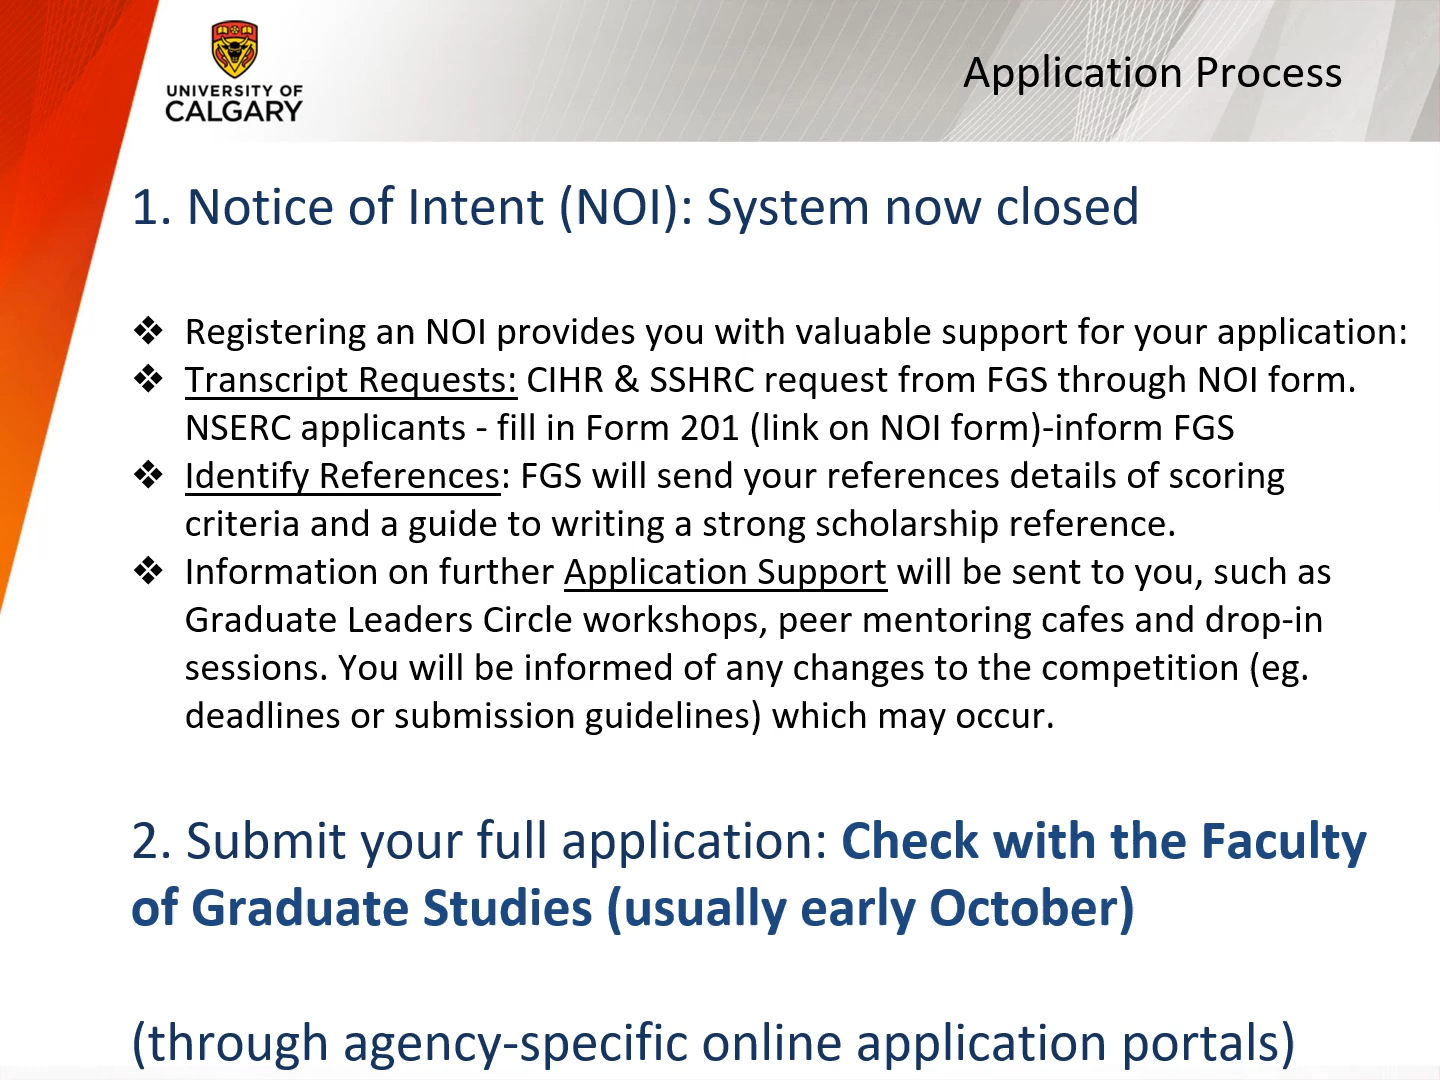 UNIVERSITY OF
CALGARY
Application Process
1. Notice of Intent (NOI): System now closed
❖ Registering an NOI provides you with valuable support for your application:
❖ Transcript Requests: CIHR & SSHRC request from FGS through NOI form.
NSERC applicants - fill in Form 201 (link on NOI form)-inform FGS
❖ Identify References: FGS will send your references details of scoring
criteria and a guide to writing a strong scholarship reference.
❖ Information on further Application Support will be sent to you, such as
Graduate Leaders Circle workshops, peer mentoring cafes and drop-in
sessions. You will be informed of any changes to the competition (eg.
deadlines or submission guidelines) which may occur.
2. Submit your full application: Check with the Faculty
of Graduate Studies (usually early October)
(through agency-specific online application portals)